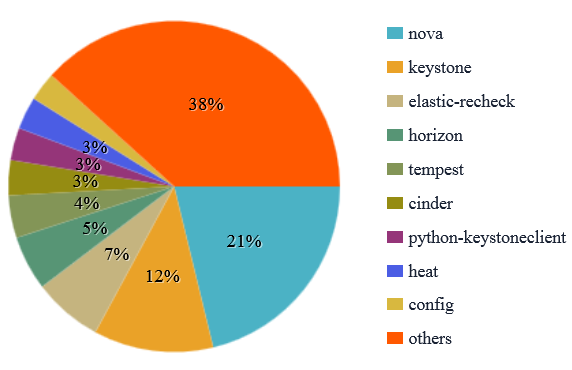 38%
3%
3%
3%
4%
5%
7%
12%
21%
nova
keystone
elastic-recheck
horizon
tempest
cinder
python-keystoneclient
heat
config
others